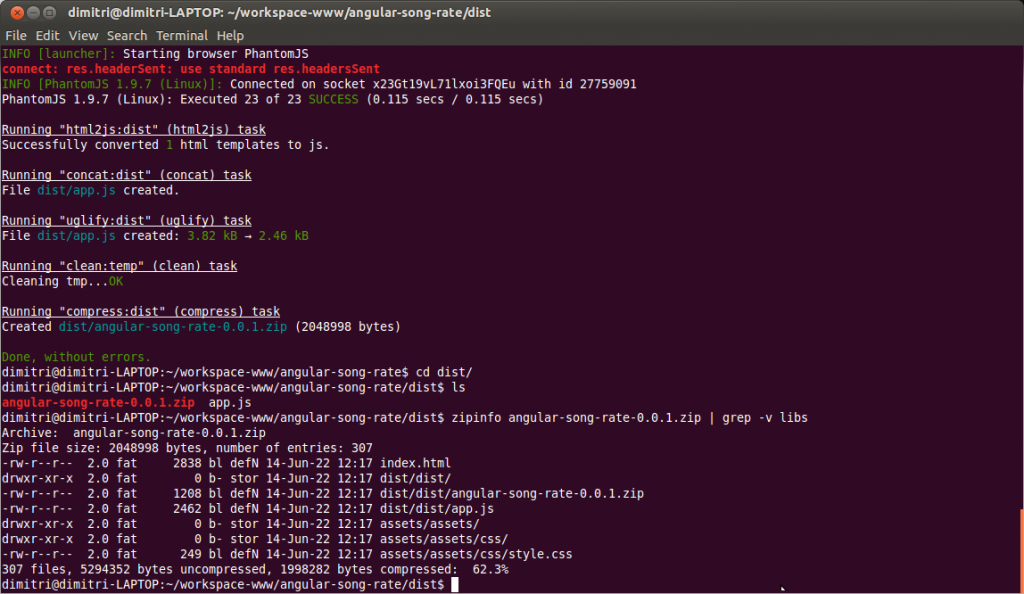 dimitri@dimitri-LAPTOP: ~/workspace-www/angular-song-rate/dist
File Edit View Search Terminal Help
INFO [launcher]: Starting browser PhantomJS
connect: res.headerSent: use standard res.headersSent
INFO [PhantomJS 1.9.7 (Linux)]: Connected on socket x23Gt19vL71lxoi3FQEu with id 27759091
PhantomJS 1.9.7 (Linux): Executed 23 of 23 SUCCESS (0.115 secs / 0.115 secs)
Running "html2js:dist" (html2js) task
Successfully converted 1 html templates to js.
Running "concat:dist" (concat) task
File dist/app.js created.
Running "uglify:dist" (uglify) task
File dist/app.js created: 3.82 kB → 2.46 kB
Running "clean:temp" (clean) task
Cleaning tmp...OK
Running "compress:dist" (compress) task
Created dist/angular-song-rate-0.0.1.zip (2048998 bytes)
Done, without errors.
dimitri@dimitri-LAPTOP:~/workspace-www/angular-song-rate$ cd dist/
dimitri@dimitri-LAPTOP:~/workspace-www/angular-song-rate/dist$ ls
angular-song-rate-0.0.1.zip  app.js
dimitri@dimitri-LAPTOP:~/workspace-www/angular-song-rate/dist$ zipinfo angular-song-rate-0.0.1.zip | grep -v libs
Archive:  angular-song-rate-0.0.1.zip
Zip file size: 2048998 bytes, number of entries: 307
-rw-r--r--  2.0 fat     2838 bl defN 14-Jun-22 12:17 index.html
drwxr-xr-x  2.0 fat        0 b- stor 14-Jun-22 12:17 dist/dist/
-rw-r--r--  2.0 fat     1208 bl defN 14-Jun-22 12:17 dist/dist/angular-song-rate-0.0.1.zip
-rw-r--r--  2.0 fat     2462 bl defN 14-Jun-22 12:17 dist/dist/app.js
drwxr-xr-x  2.0 fat        0 b- stor 14-Jun-22 12:17 assets/assets/
drwxr-xr-x  2.0 fat        0 b- stor 14-Jun-22 12:17 assets/assets/css/
-rw-r--r--  2.0 fat      249 bl defN 14-Jun-22 12:17 assets/assets/css/style.css
307 files, 5294352 bytes uncompressed, 1998282 bytes compressed:  62.3%
dimitri@dimitri-LAPTOP:~/workspace-www/angular-song-rate/dist$